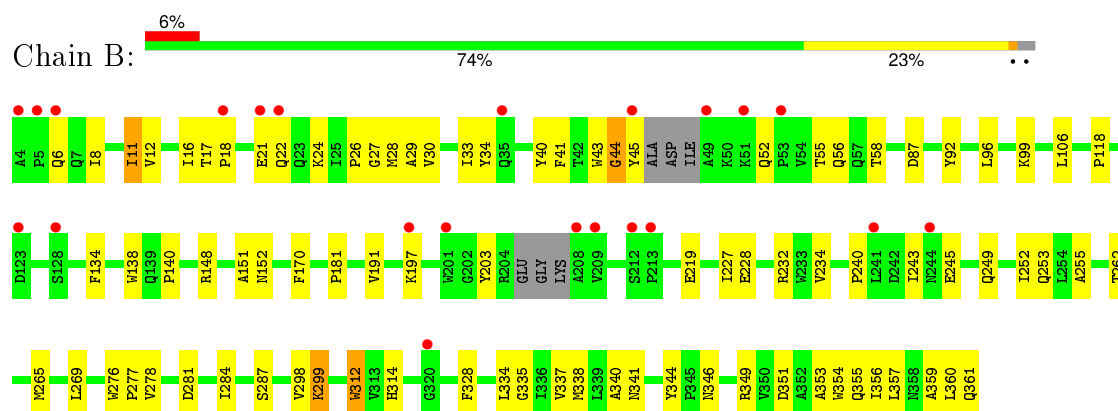 6%
Chain B:
74% 23% • •
A4 P5 Q6 Q7 I8 I11 V12 I16 T17 P18 E21 Q22 Q23 K24 I25 P26 G27 M28 A29 V30 I33 Y34 Q35 Y40 F41 T42 W43 G44 Y45 ALA ASP ILE A49 K50 K51 Q52 P53 V54 T55 Q56 Q57 T58 D87 Y92 L96 K99 L106 P118
D123 S128 F134 W138 Q139 P140 R148 A151 N152 F170 P181 V191 K197 W201 G202 Y203 R204 GLU GLY LYS A208 V209 S212 P213 E219 I227 E228 R232 W233 V234 P240 L241 D242 I243 N244 E245 Q249 I252 Q253 L254 A255 T262
M265 L269 W276 P277 V278 D281 I284 S287 V298 K299 W312 V313 H314 G320 F328 L334 G335 I336 V337 M338 L339 A340 N341 Y344 P345 N346 R349 V350 D351 A352 A353 W354 Q355 I356 L357 N358 A359 L360 Q361